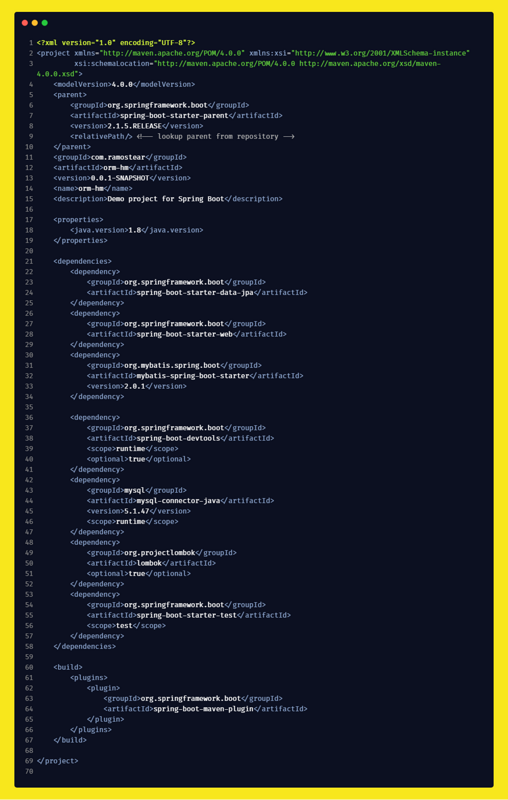 1 <?xml version="1.0" encoding="UTF-8"?>
2 <project xmlns="http://maven.apache.org/POM/4.0.0" xmlns:xsi="http://www.w3.org/2001/XMLSchema-instance"
3         xsi:schemaLocation="http://maven.apache.org/POM/4.0.0 http://maven.apache.org/xsd/maven-
4.0.0.xsd">
4    <modelVersion>4.0.0</modelVersion>
5    <parent>
6        <groupId>org.springframework.boot</groupId>
7        <artifactId>spring-boot-starter-parent</artifactId>
8        <version>2.1.5.RELEASE</version>
9        <relativePath/> <!-- lookup parent from repository -->
10    </parent>
11    <groupId>com.ramostear</groupId>
12    <artifactId>orm-hm</artifactId>
13    <version>0.0.1-SNAPSHOT</version>
14    <name>orm-hm</name>
15    <description>Demo project for Spring Boot</description>
16
17    <properties>
18        <java.version>1.8</java.version>
19    </properties>
20
21    <dependencies>
22        <dependency>
23            <groupId>org.springframework.boot</groupId>
24            <artifactId>spring-boot-starter-data-jpa</artifactId>
25        </dependency>
26        <dependency>
27            <groupId>org.springframework.boot</groupId>
28            <artifactId>spring-boot-starter-web</artifactId>
29        </dependency>
30        <dependency>
31            <groupId>org.mybatis.spring.boot</groupId>
32            <artifactId>mybatis-spring-boot-starter</artifactId>
33            <version>2.0.1</version>
34        </dependency>
35
36        <dependency>
37            <groupId>org.springframework.boot</groupId>
38            <artifactId>spring-boot-devtools</artifactId>
39            <scope>runtime</scope>
40            <optional>true</optional>
41        </dependency>
42        <dependency>
43            <groupId>mysql</groupId>
44            <artifactId>mysql-connector-java</artifactId>
45            <version>5.1.47</version>
46            <scope>runtime</scope>
47        </dependency>
48        <dependency>
49            <groupId>org.projectlombok</groupId>
50            <artifactId>lombok</artifactId>
51            <optional>true</optional>
52        </dependency>
53        <dependency>
54            <groupId>org.springframework.boot</groupId>
55            <artifactId>spring-boot-starter-test</artifactId>
56            <scope>test</scope>
57        </dependency>
58    </dependencies>
59
60    <build>
61        <plugins>
62            <plugin>
63                <groupId>org.springframework.boot</groupId>
64                <artifactId>spring-boot-maven-plugin</artifactId>
65            </plugin>
66        </plugins>
67    </build>
68
69 </project>
70